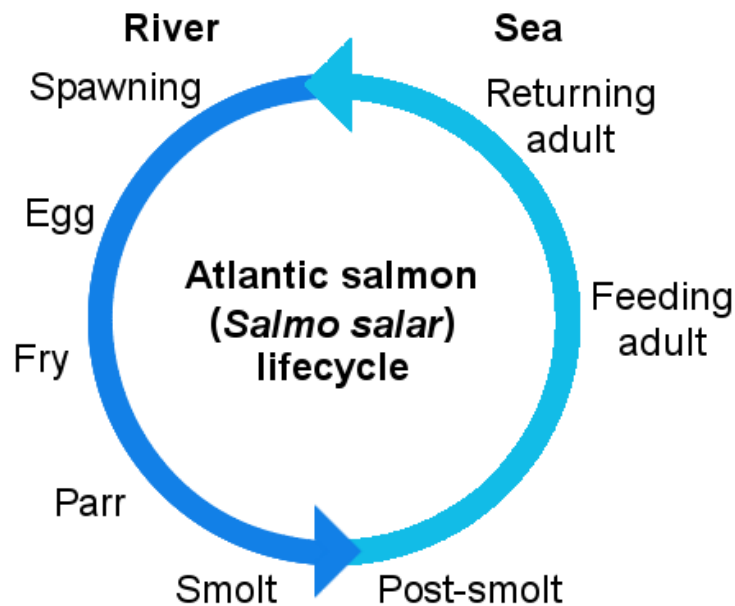 River
Sea
Spawning
Returning
adult
Egg
Atlantic salmon
(Salmo salar)
lifecycle
Feeding
adult
Fry
Parr
Smolt
Post-smolt